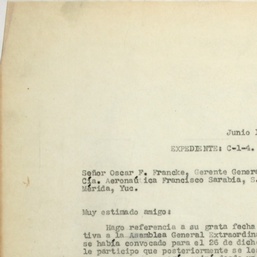 Junio 1
EXPEDIENTE: C-1-4.
Señor Oscar F. Francke, Gerente Gener
Cía. Aeronáutica Francisco Sarabia, S.
Mérida, Yuc.
Muy estimado amigo:
Hago referencia a su grata fecha
tiva a la Asamblea General Extraordin
se había convocado para el 26 de dicho
le participo que posteriormente se le